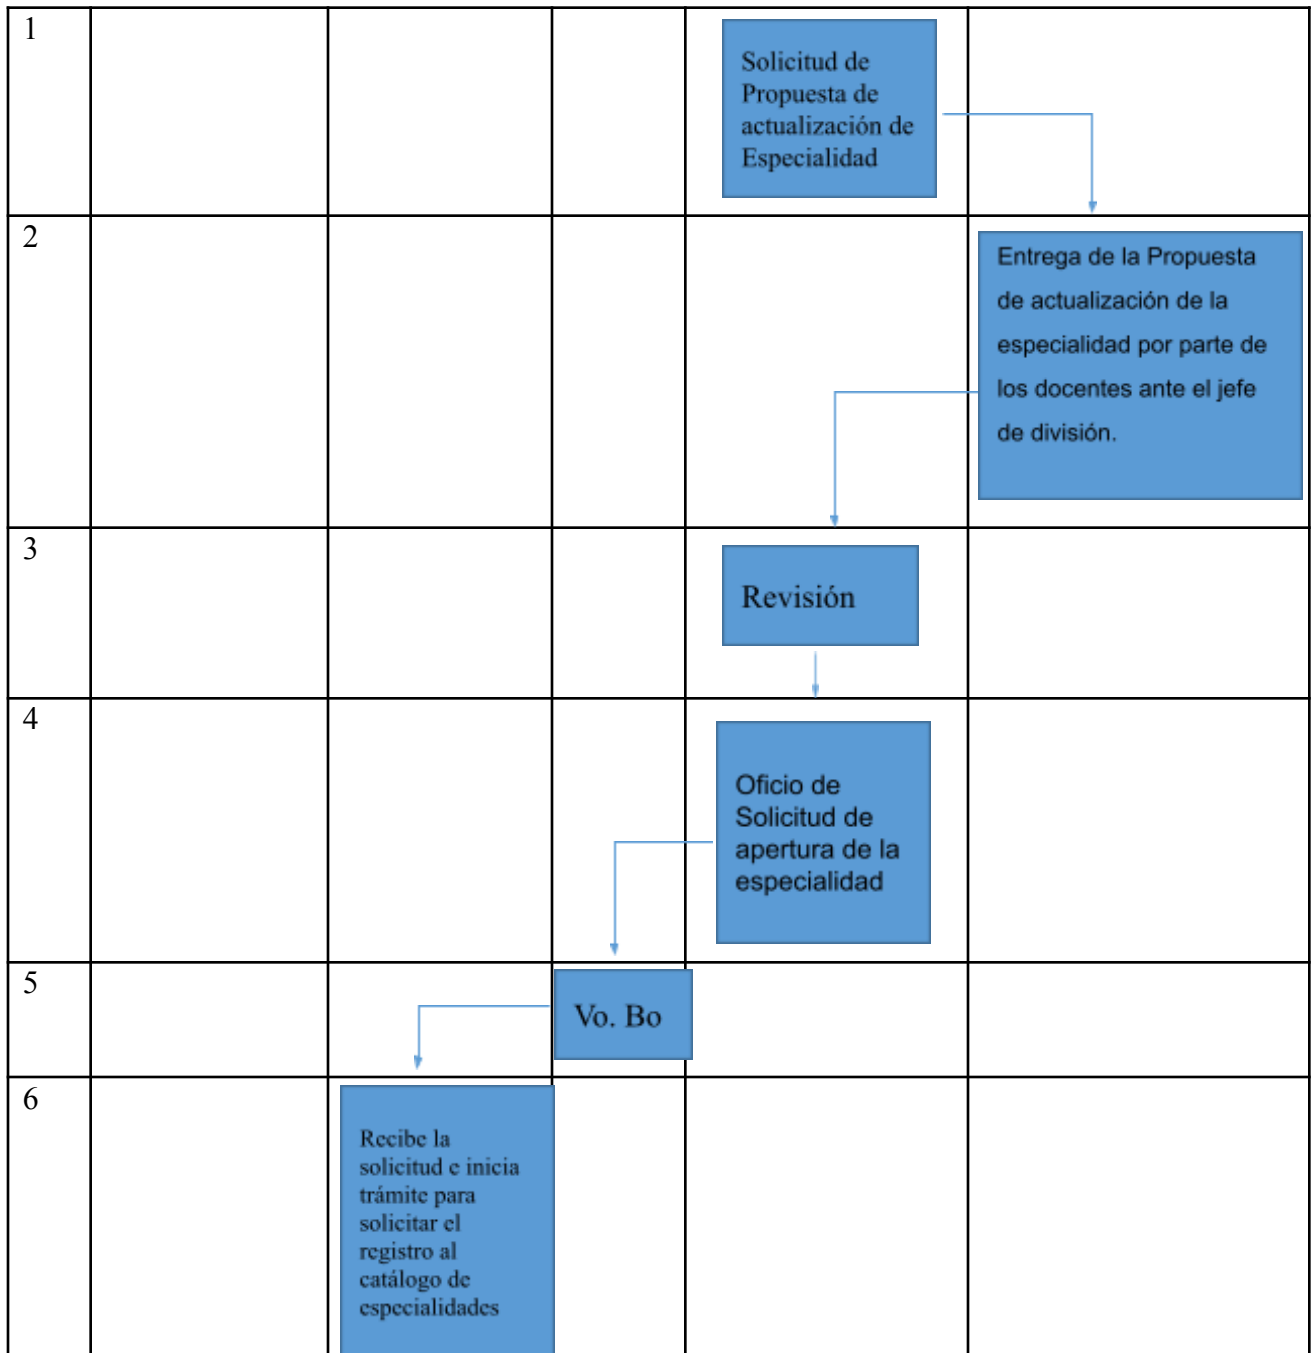 1
Solicitud de
Propuesta de
actualización de
Especialidad
2
Entrega de la Propuesta
de actualización de la
especialidad por parte de
los docentes ante el jefe
de división.
3
Revisión
4
Oficio de
Solicitud de
apertura de la
especialidad
5
Vo. Bo
6
Recibe la
solicitud e inicia
trámite para
solicitar el
registro al
catálogo de
especialidades